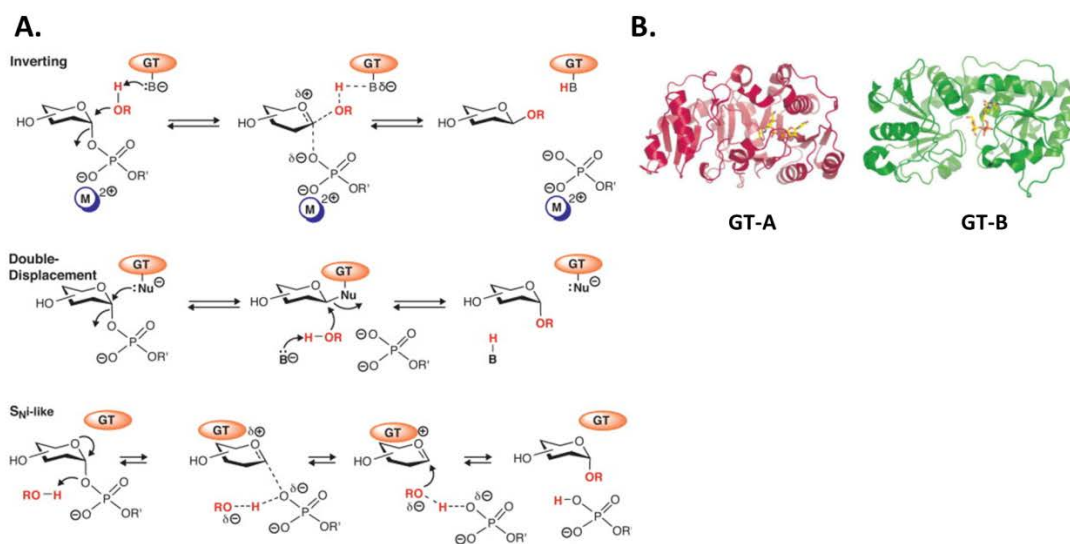 A.
B.
Inverting
GT
H :B⊖
OR
HO
O
O
P
O
⊖O OR'
M 2⊕
δ⊕
GT
H Bδ⊖
OR
HO
O
δ⊖ O
P
O
⊖O OR'
M 2⊕
GT
HB
O
OR
HO
⊖O
P
O
⊖O OR'
M 2⊕
GT-A
GT-B
Double-
Displacement
GT
:Nu⊖
HO
O
O
P
O
⊖O OR'
GT
Nu
HO
O
H–OR
:B⊖
⊖O
P
O
⊖O OR'
GT
:Nu⊖
HO
O
OR
H
B
SNi-like
GT
HO
O
RO–H
O
P
O
⊖O OR'
GT δ⊕
HO
O
RO H O δ⊖
δ⊖
P
O
⊖O OR'
GT ⊕
HO
O
RO
δ⊖ H O δ⊖
P
O
⊖O OR'
GT
HO
O
OR
H O
P
O
⊖O OR'